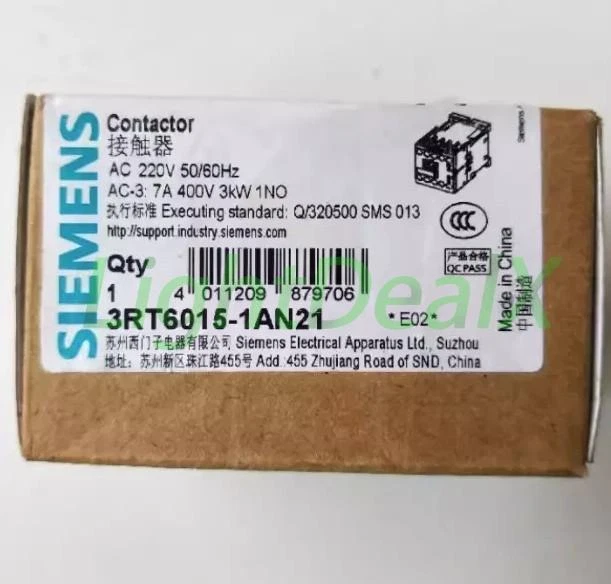 SIEMENS
Contactor
接触器
AC 220V 50/60Hz
AC-3: 7A 400V 3kW 1NO
执行标准 Executing standard: Q/320500 SMS 013
http://support.industry.siemens.com
Qty
1
4 011209 879706
3RT6015-1AN21
*E02*
苏州西门子电器有限公司 Siemens Electrical Apparatus Ltd., Suzhou
地址: 苏州新区珠江路455号 Add.:455 Zhujiang Road of SND, China
CCC
产品合格
QC PASS
Made in China
中国制造
Siemens
LightDealX